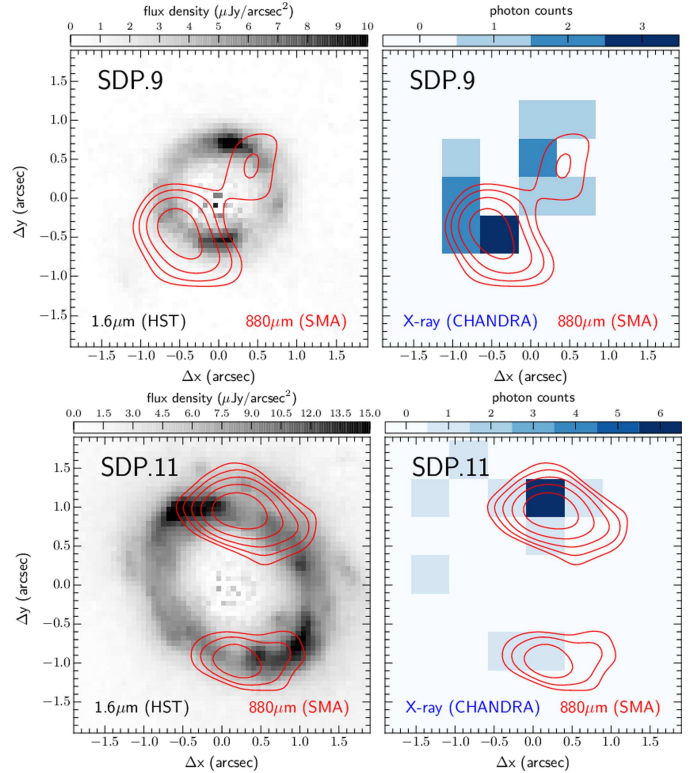 flux density (μJy/arcsec²)
0 1 2 3 4 5 6 7 8 9 10
photon counts
0 1 2 3
SDP.9
SDP.9
1.5
1.0
0.5
0.0
−0.5
−1.0
−1.5
Δy (arcsec)
1.6μm (HST)
880μm (SMA)
X-ray (CHANDRA)
880μm (SMA)
−1.5 −1.0 −0.5 0.0 0.5 1.0 1.5
−1.5 −1.0 −0.5 0.0 0.5 1.0 1.5
Δx (arcsec)
Δx (arcsec)
flux density (μJy/arcsec²)
0.0 1.5 3.0 4.5 6.0 7.5 9.0 10.5 12.0 13.5 15.0
photon counts
0 1 2 3 4 5 6
SDP.11
SDP.11
1.5
1.0
0.5
0.0
−0.5
−1.0
−1.5
Δy (arcsec)
1.6μm (HST)
880μm (SMA)
X-ray (CHANDRA)
880μm (SMA)
−1.5 −1.0 −0.5 0.0 0.5 1.0 1.5
−1.5 −1.0 −0.5 0.0 0.5 1.0 1.5
Δx (arcsec)
Δx (arcsec)